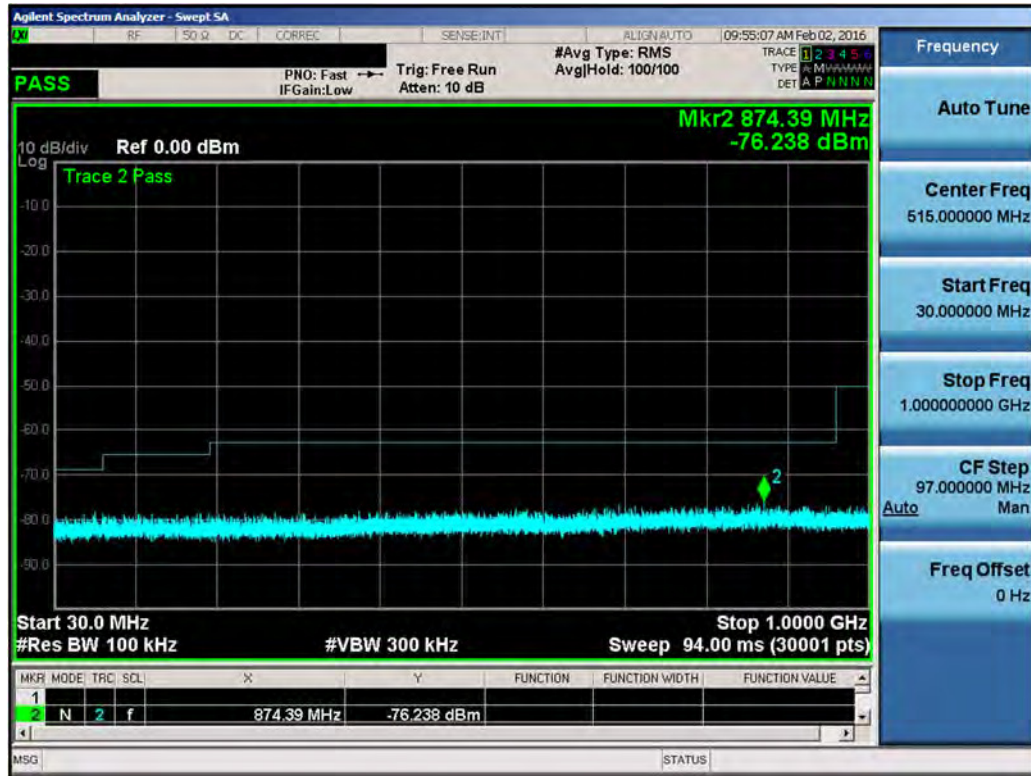 Agilent Spectrum Analyzer - Swept SA
LXI RF 50 Ω DC CORREC SENSE:INT ALIGNAUTO 09:55:07 AM Feb 02, 2016
PASS
PNO: Fast
IFGain:Low
Trig: Free Run
Atten: 10 dB
#Avg Type: RMS
Avg|Hold: 100/100
TRACE 1 2 3 4 5 6
TYPE
DET A P N N N N
Mkr2 874.39 MHz
-76.238 dBm
10 dB/div Ref 0.00 dBm
Log
Trace 2 Pass
-10.0
-20.0
-30.0
-40.0
-50.0
-60.0
-70.0
2
-80.0
-90.0
Start 30.0 MHz Stop 1.0000 GHz
#Res BW 100 kHz #VBW 300 kHz Sweep 94.00 ms (30001 pts)
MKR MODE TRC SCL X Y FUNCTION FUNCTION WIDTH FUNCTION VALUE
1
2 N 2 f 874.39 MHz -76.238 dBm
MSG STATUS
Frequency
Auto Tune
Center Freq
515.000000 MHz
Start Freq
30.000000 MHz
Stop Freq
1.000000000 GHz
CF Step
97.000000 MHz
Auto Man
Freq Offset
0 Hz